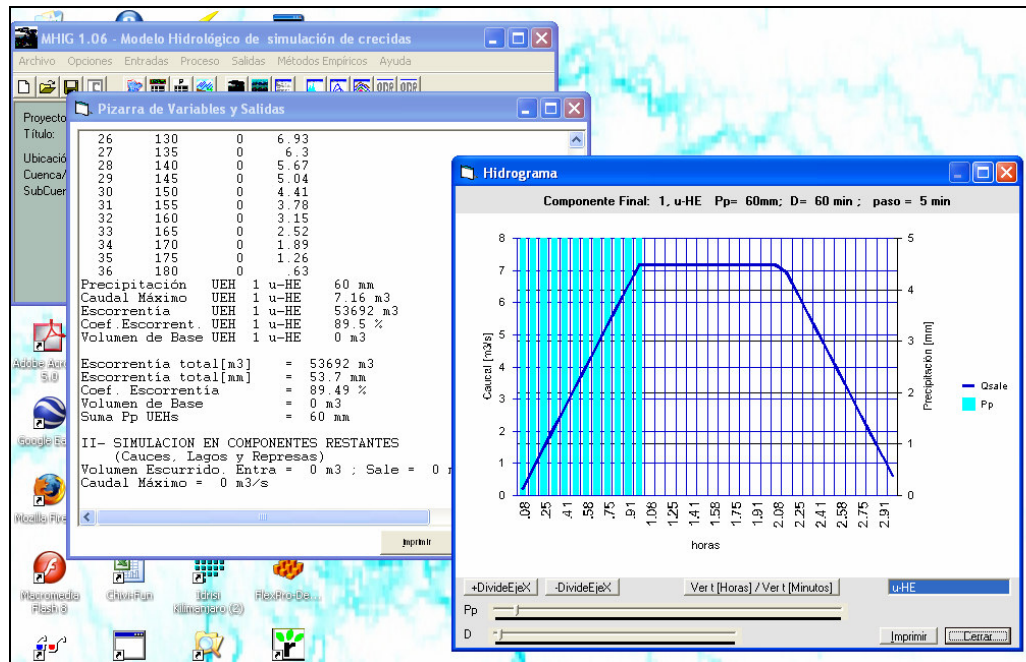 MHIG 1.06 - Modelo Hidrológico de simulación de crecidas
Archivo Opciones Entradas Proceso Salidas Métodos Empíricos Ayuda
ODR ODR
Proyecto
Título:
Ubicació
Cuenca/
SubCuer
Pizarra de Variables y Salidas
26 130 0 6.93
27 135 0 6.3
28 140 0 5.67
29 145 0 5.04
30 150 0 4.41
31 155 0 3.78
32 160 0 3.15
33 165 0 2.52
34 170 0 1.89
35 175 0 1.26
36 180 0 .63
Precipitación UEH 1 u-HE 60 mm
Caudal Máximo UEH 1 u-HE 7.16 m3
Escorrentía UEH 1 u-HE 53692 m3
Coef.Escorrent. UEH 1 u-HE 89.5 %
Volumen de Base UEH 1 u-HE 0 m3
Escorrentía total[m3] = 53692 m3
Escorrentía total[mm] = 53.7 mm
Coef. Escorrentía = 89.49 %
Volumen de Base = 0 m3
Suma Pp UEHs = 60 mm
II- SIMULACION EN COMPONENTES RESTANTES
(Cauces, Lagos y Represas)
Volumen Escurrido. Entra = 0 m3 ; Sale = 0 m
Caudal Máximo = 0 m3/s
Imprimir
Hidrograma
Componente Final: 1, u-HE Pp= 60mm; D= 60 min ; paso = 5 min
8
7
6
5
4
3
2
1
0
Caucal [m3/s]
5
4
3
2
1
0
Precipitación [mm]
Qsale
Pp
.08 .25 .41 .58 .75 .91 1.08 1.25 1.41 1.58 1.75 1.91 2.08 2.25 2.41 2.58 2.75 2.91
horas
+DivideEjeX -DivideEjeX Ver t [Horas] / Ver t [Minutos] u-HE
Pp
D
Imprimir Cerrar
Adobe Acro
5.0
Google Ea
Mozilla Firef
Macromedia
Flash 8
Chivi-Fun
Idrisi
Kilimanjaro (2)
FlexPro-De...